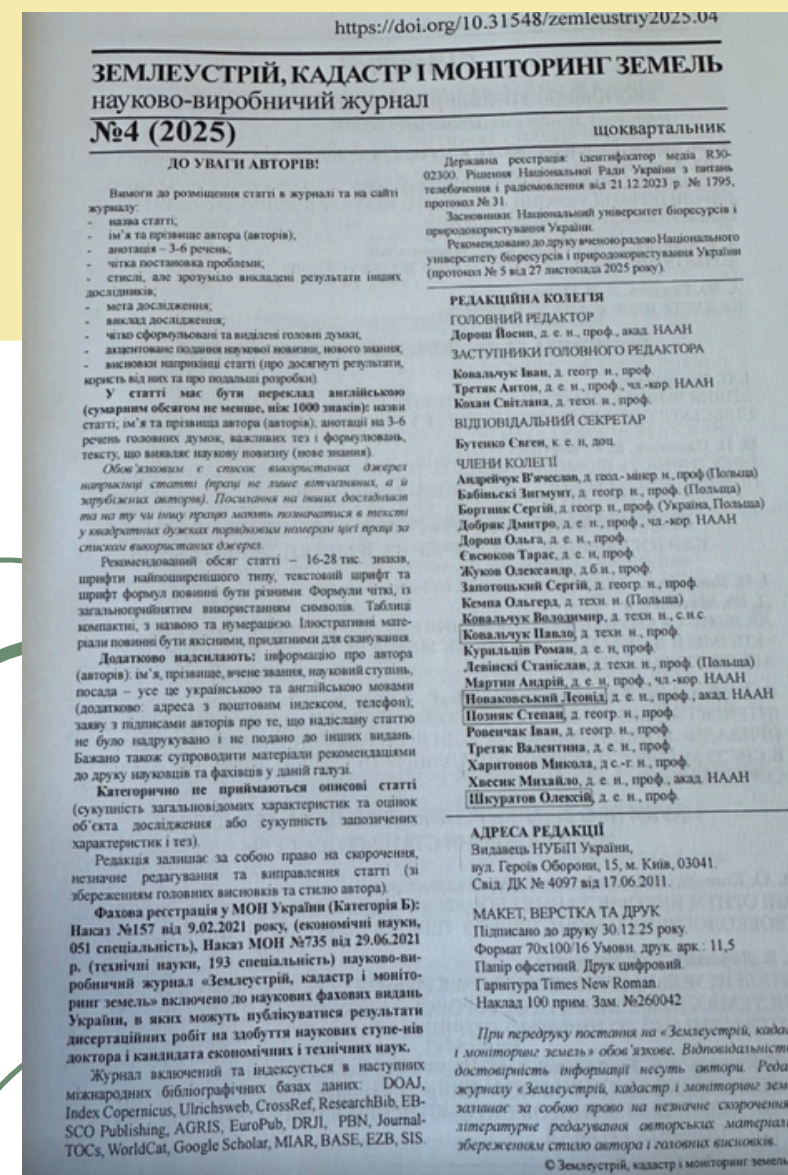 https://doi.org/10.31548/zemleustriy2025.04
ЗЕМЛЕУСТРІЙ, КАДАСТР І МОНІТОРИНГ ЗЕМЕЛЬ
науково-виробничий журнал
№4 (2025)
щоквартальник
ДО УВАГИ АВТОРІВ!
Вимоги до розміщення статті в журналі та на сайті
журналу:
- назва статті;
- ім’я та прізвище автора (авторів);
- анотація – 3-6 речень;
- чітка постановка проблеми;
- стислі, але зрозуміло викладені результати інших
дослідників;
- мета дослідження;
- виклад дослідження;
- чітко сформульовані та виділені головні думки;
- акцентоване подання наукової новизни, нового знання;
- висновки наприкінці статті (про досягнуті результати,
користь від них та про подальші розробки).
У статті має бути переклад англійською
(сумарним обсягом не менше, ніж 1000 знаків): назви
статті; ім’я та прізвища автора (авторів); анотації на 3-6
речень головних думок, важливих тез і формулювань,
тексту, що виявляє наукову новизну (нове знання).
Обов’язковим є список використаних джерел
наприкінці статті (праці не лише вітчизняних, а й
зарубіжних авторів). Посилання на інших дослідників
та на ту чи іншу працю мають позначатися в тексті
у квадратних дужках порядковим номером цієї праці за
списком використаних джерел.
Рекомендований обсяг статті – 16-28 тис. знаків,
шрифти найпоширенішого типу, текстовий шрифт та
шрифт формул повинні бути різними. Формули чіткі, із
загальноприйнятим використанням символів. Таблиці
компактні, з назвою та нумерацією. Ілюстративні мате-
ріали повинні бути якісними, придатними для сканування.
Додатково надсилають: інформацію про автора
(авторів): ім’я, прізвище, вчене звання, науковий ступінь,
посада – усе це українською та англійською мовами
(додатково: адреса з поштовим індексом, телефон);
заяву з підписами авторів про те, що надіслану статтю
не було надрукувано і не подано до інших видань.
Бажано також супроводити матеріали рекомендаціями
до друку науковців та фахівців у даній галузі.
Категорично не приймаються описові статті
(сукупність загальновідомих характеристик та оцінок
об’єкта дослідження або сукупність запозичених
характеристик і тез).
Редакція залишає за собою право на скорочення,
незначне редагування та виправлення статті (зі
збереженням головних висновків та стилю автора).
Фахова реєстрація у МОН України (Категорія Б):
Наказ №157 від 9.02.2021 року, (економічні науки,
051 спеціальність), Наказ МОН №735 від 29.06.2021
р. (технічні науки, 193 спеціальність) науково-ви-
робничий журнал «Землеустрій, кадастр і моніто-
ринг земель» включено до наукових фахових видань
України, в яких можуть публікуватися результати
дисертаційних робіт на здобуття наукових ступе-нів
доктора і кандидата економічних і технічних наук.
Журнал включений та індексується в наступних
міжнародних бібліографічних базах даних: DOAJ,
Index Copernicus, Ulrichsweb, CrossRef, ResearchBib, EB-
SCO Publishing, AGRIS, EuroPub, DRJI, PBN, Journal-
TOCs, WorldCat, Google Scholar, MIAR, BASE, EZB, SIS.
Державна реєстрація: ідентифікатор медіа R30-
02300. Рішення Національної Ради України з питань
телебачення і радіомовлення від 21.12.2023 р. № 1795,
протокол № 31.
Засновники: Національний університет біоресурсів і
природокористування України.
Рекомендовано до друку вченою радою Національного
університету біоресурсів і природокористування України
(протокол № 5 від 27 листопада 2025 року).
РЕДАКЦІЙНА КОЛЕГІЯ
ГОЛОВНИЙ РЕДАКТОР
Дорош Йосип, д. е. н., проф., акад. НААН
ЗАСТУПНИКИ ГОЛОВНОГО РЕДАКТОРА
Ковальчук Іван, д. геогр. н., проф.
Третяк Антон, д. е. н., проф., чл.-кор. НААН
Кохан Світлана, д. техн. н., проф.
ВІДПОВІДАЛЬНИЙ СЕКРЕТАР
Бутенко Євген, к. е. н, доц.
ЧЛЕНИ КОЛЕГІЇ
Андрейчук В’ячеслав, д. геол.- мінер. н., проф (Польща)
Бабінські Зигмунт, д. геогр. н., проф. (Польща)
Бортник Сергій, д. геогр. н., проф. (Україна, Польща)
Добряк Дмитро, д. е. н., проф., чл.-кор. НААН
Дорош Ольга, д. е. н., проф.
Євсюков Тарас, д. е. н, проф.
Жуков Олександр, д.б.н., проф.
Запотоцький Сергій, д. геогр. н., проф.
Кемпа Ольгерд, д. техн. н. (Польща)
Ковальчук Володимир, д. техн. н., с.н.с.
Ковальчук Павло, д. техн. н., проф.
Курильців Роман, д. е. н, проф.
Левінскі Станіслав, д. техн. н., проф. (Польща)
Мартин Андрій, д. е. н, проф., чл.-кор. НААН
Новаковський Леонід, д. е. н., проф., акад. НААН
Позняк Степан, д. геогр. н., проф.
Ровенчак Іван, д. геогр. н., проф.
Третяк Валентина, д. е. н., проф.
Харитонов Микола, д с.-г. н., проф.
Хвесик Михайло, д. е. н., проф., акад. НААН
Шкуратов Олексій, д. е. н., проф.
АДРЕСА РЕДАКЦІЇ
Видавець НУБіП України,
вул. Героїв Оборони, 15, м. Київ, 03041.
Свід. ДК № 4097 від 17.06.2011.
МАКЕТ, ВЕРСТКА ТА ДРУК
Підписано до друку 30.12.25 року.
Формат 70х100/16 Умовн. друк. арк.: 11,5
Папір офсетний. Друк цифровий.
Гарнітура Times New Roman.
Наклад 100 прим. Зам. №260042
При передруку постання на «Землеустрій, кадас
і моніторинг земель» обов’язкове. Відповідальність
достовірність інформації несуть автори. Реда
журналу «Землеустрій, кадастр і моніторинг зем
залишає за собою право на незначне скорочення
літературне редагування авторських матеріалі
збереженням стилю автора і головних висновків.
© Землеустрій, кадастр і моніторинг земель